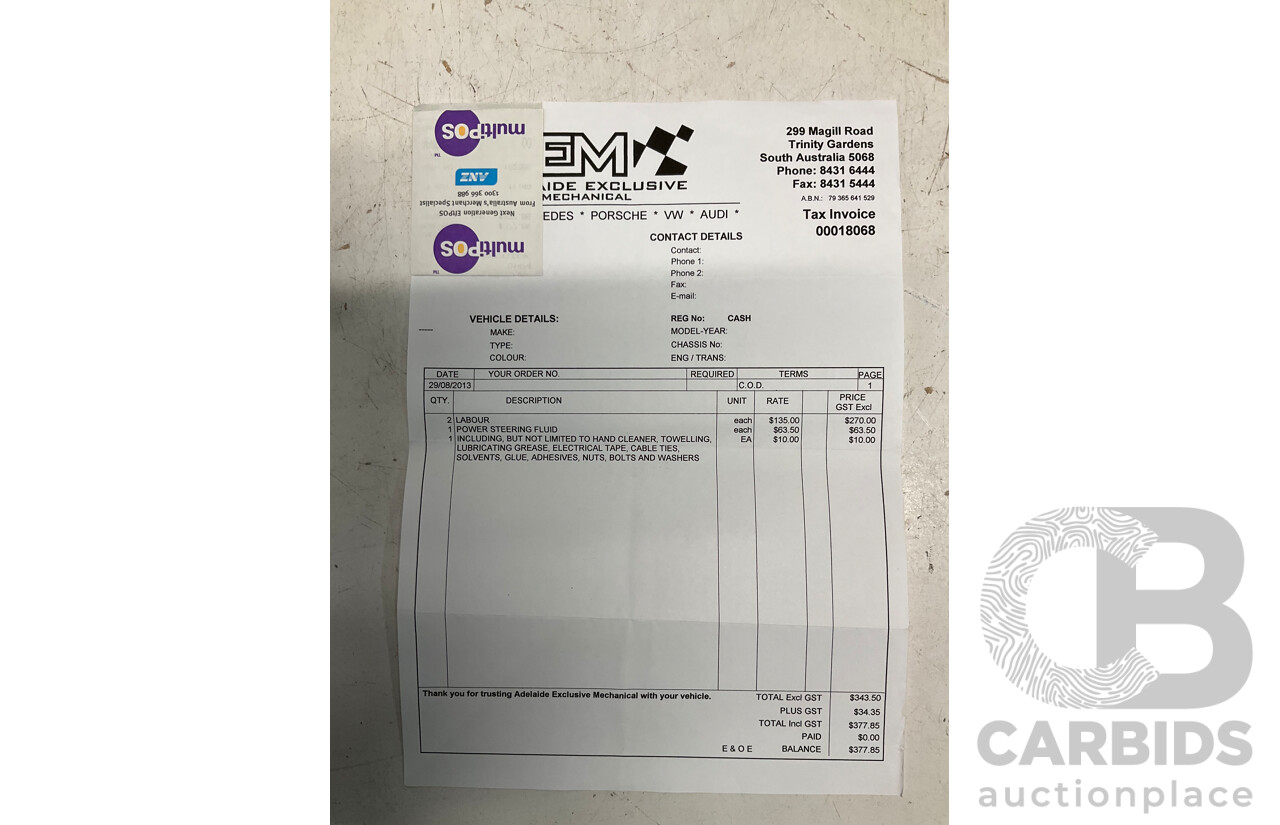 multiPOS
TM
ANZ
1300 366 988
From Australia's Merchant Specialist
Next Generation EftPOS
multiPOS
TM
EM
AIDE EXCLUSIVE
MECHANICAL
EDES * PORSCHE * VW * AUDI *
299 Magill Road
Trinity Gardens
South Australia 5068
Phone: 8431 6444
Fax: 8431 5444
A.B.N.: 79 365 641 529
Tax Invoice
00018068
CONTACT DETAILS
Contact:
Phone 1:
Phone 2:
Fax:
E-mail:
VEHICLE DETAILS: REG No: CASH
MAKE: MODEL-YEAR:
TYPE: CHASSIS No:
COLOUR: ENG / TRANS:
DATE YOUR ORDER NO. REQUIRED TERMS PAGE
29/08/2013 C.O.D. 1
QTY. DESCRIPTION UNIT RATE PRICE
GST Excl
2 LABOUR each $135.00 $270.00
1 POWER STEERING FLUID each $63.50 $63.50
1 INCLUDING, BUT NOT LIMITED TO HAND CLEANER, TOWELLING, EA $10.00 $10.00
LUBRICATING GREASE, ELECTRICAL TAPE, CABLE TIES,
SOLVENTS, GLUE, ADHESIVES, NUTS, BOLTS AND WASHERS
Thank you for trusting Adelaide Exclusive Mechanical with your vehicle. TOTAL Excl GST $343.50
PLUS GST $34.35
TOTAL Incl GST $377.85
PAID $0.00
E & O E BALANCE $377.85
CB
CARBIDS
auctionplace